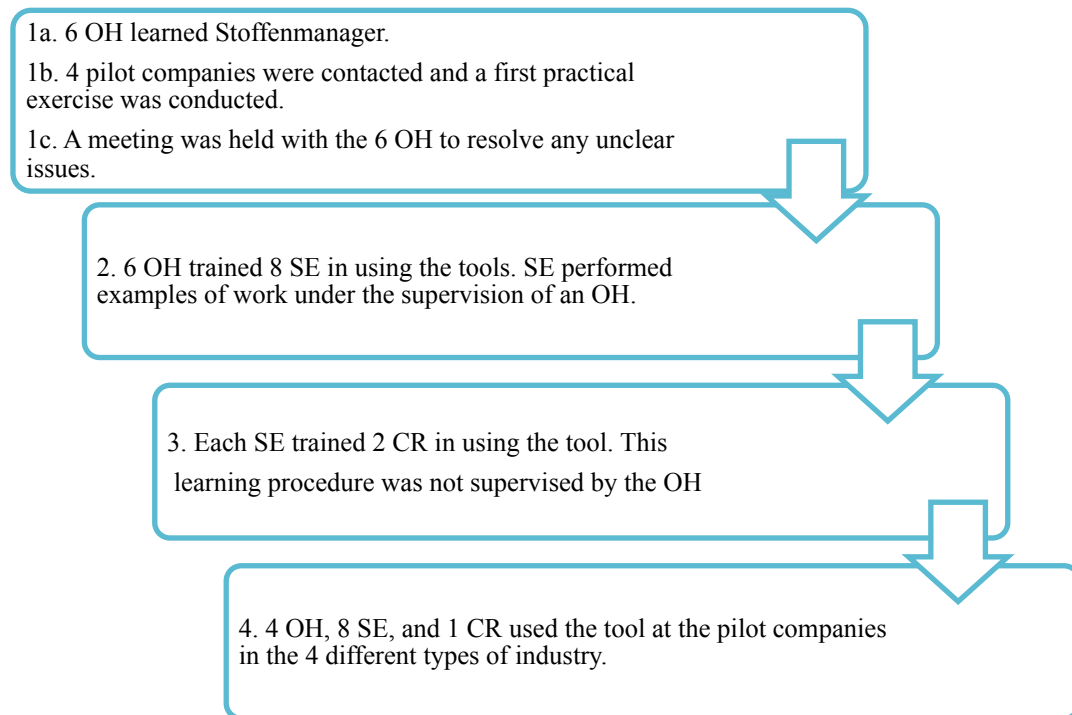 1a. 6 OH learned Stoffenmanager.
1b. 4 pilot companies were contacted and a first practical
exercise was conducted.
1c. A meeting was held with the 6 OH to resolve any unclear
issues.
2. 6 OH trained 8 SE in using the tools. SE performed
examples of work under the supervision of an OH.
3. Each SE trained 2 CR in using the tool. This
learning procedure was not supervised by the OH
4. 4 OH, 8 SE, and 1 CR used the tool at the pilot companies
in the 4 different types of industry.